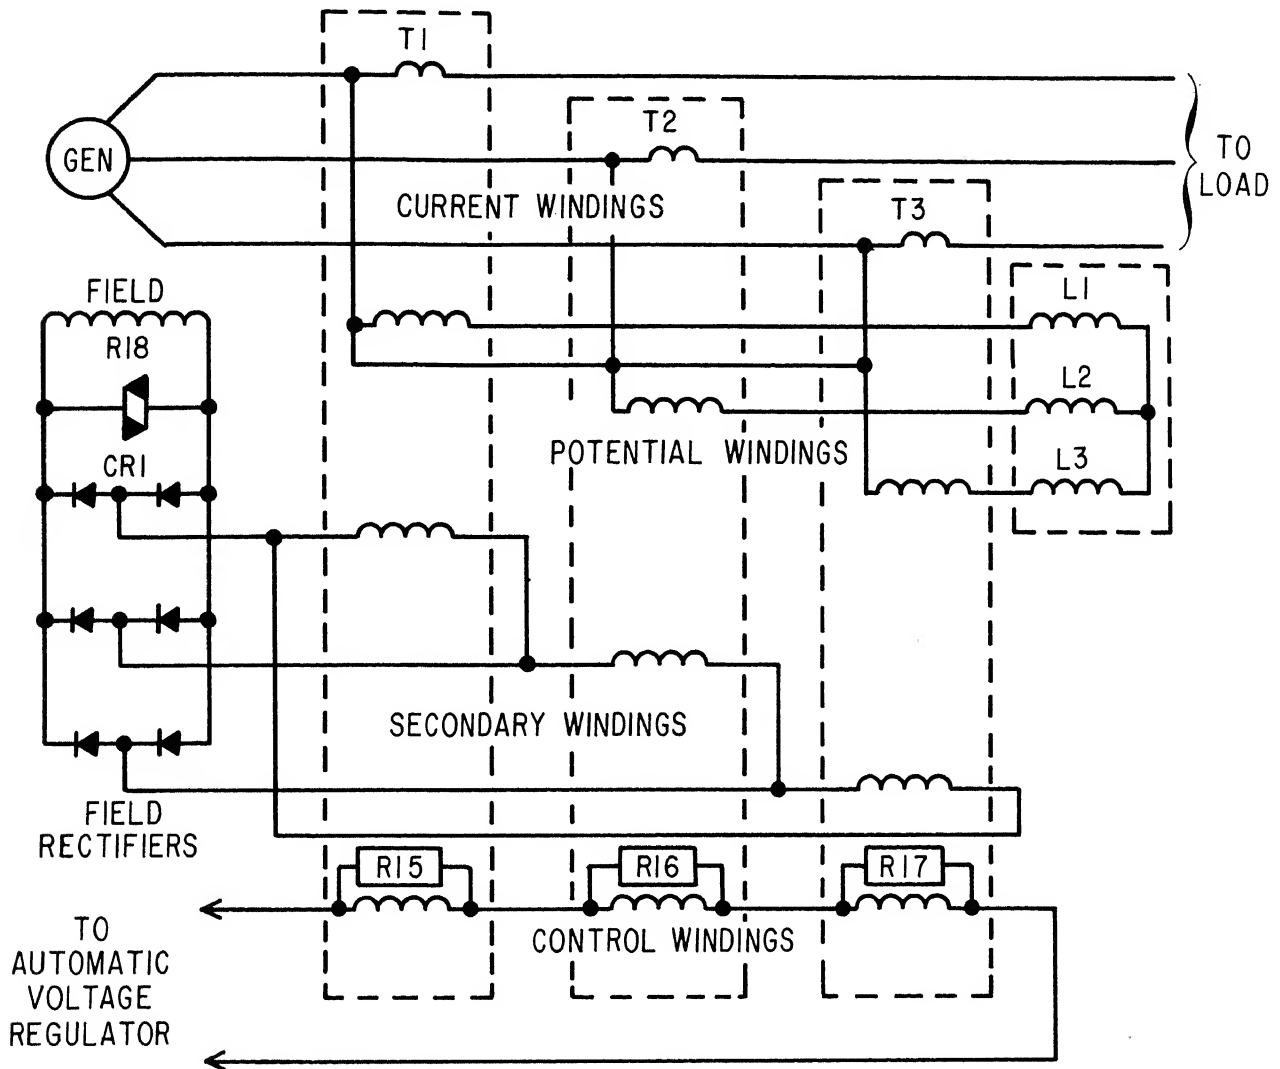 T1
T2
GEN
TO
LOAD
CURRENT WINDINGS
T3
FIELD
L1
R18
L2
POTENTIAL WINDINGS
CR1
L3
SECONDARY WINDINGS
FIELD
RECTIFIERS
R15
R16
R17
TO
AUTOMATIC
VOLTAGE
REGULATOR
CONTROL WINDINGS